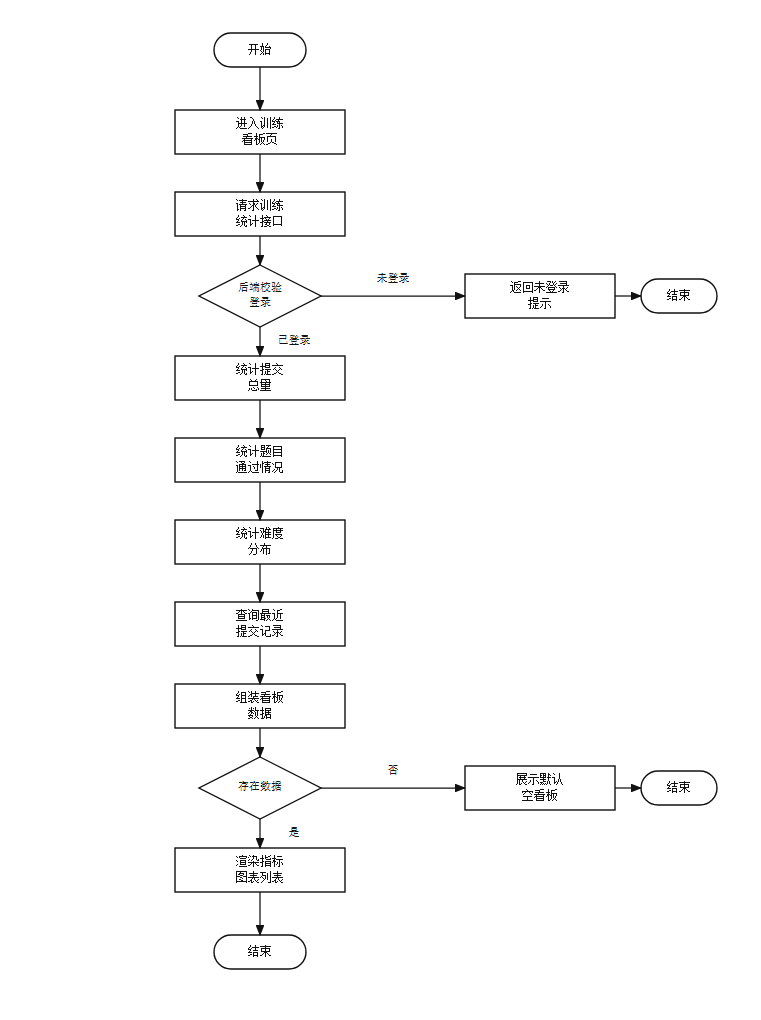 开始
进入训练
看板页
请求训练
统计接口
后端校验
登录
未登录
返回未登录
提示
结束
已登录
统计提交
总量
统计题目
通过情况
统计难度
分布
查询最近
提交记录
组装看板
数据
存在数据
否
展示默认
空看板
结束
是
渲染指标
图表列表
结束